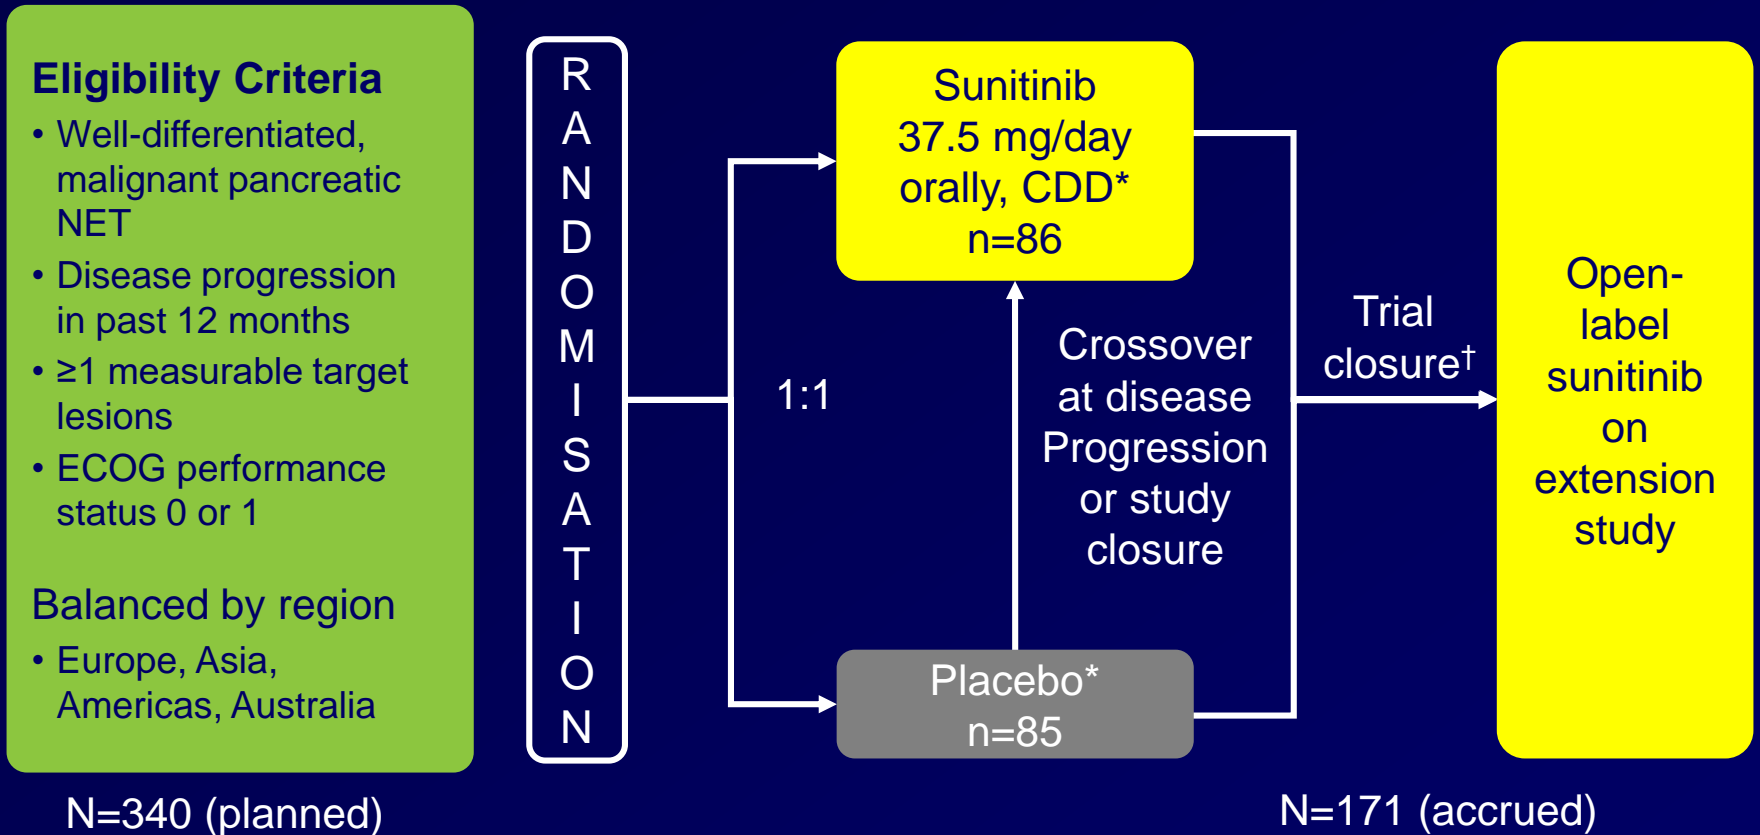 Eligibility Criteria
• Well-differentiated,
malignant pancreatic
NET
• Disease progression
in past 12 months
• ≥1 measurable target
lesions
• ECOG performance
status 0 or 1
Balanced by region
• Europe, Asia,
Americas, Australia
N=340 (planned)
R
A
N
D
O
M
I
S
A
T
I
O
N
1:1
Sunitinib
37.5 mg/day
orally, CDD*
n=86
Crossover
at disease
Progression
or study
closure
Placebo*
n=85
Trial
closure†
Open-
label
sunitinib
on
extension
study
N=171 (accrued)